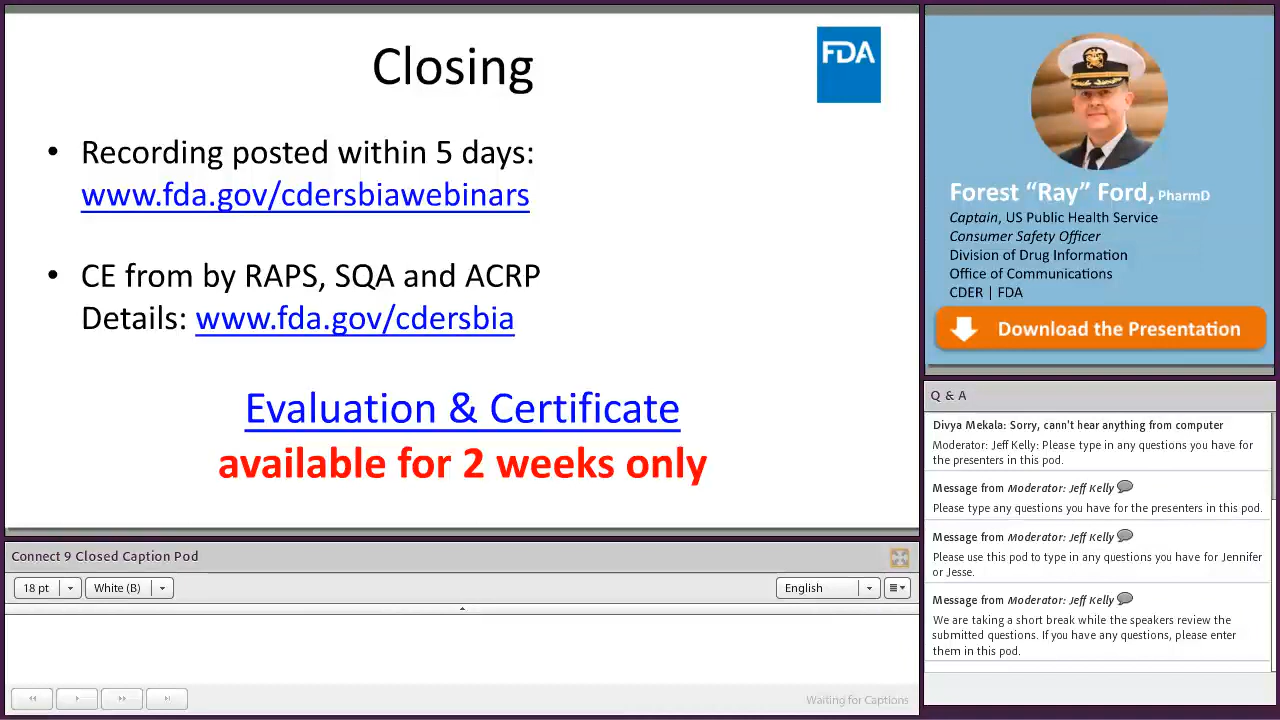 Closing
FDA
• Recording posted within 5 days:
www.fda.gov/cdersbiawebinars
• CE from by RAPS, SQA and ACRP
Details: www.fda.gov/cdersbia
Evaluation & Certificate
available for 2 weeks only
Forest “Ray” Ford, PharmD
Captain, US Public Health Service
Consumer Safety Officer
Division of Drug Information
Office of Communications
CDER | FDA
Download the Presentation
Q & A
Divya Mekala: Sorry, cann't hear anything from computer
Moderator: Jeff Kelly: Please type in any questions you have for
the presenters in this pod.
Message from Moderator: Jeff Kelly
Please type any questions you have for the presenters in this pod.
Message from Moderator: Jeff Kelly
Please use this pod to type in any questions you have for Jennifer
or Jesse.
Message from Moderator: Jeff Kelly
We are taking a short break while the speakers review the
submitted questions. If you have any questions, please enter
them in this pod.
Connect 9 Closed Caption Pod
18 pt
White (B)
English
Waiting for Captions